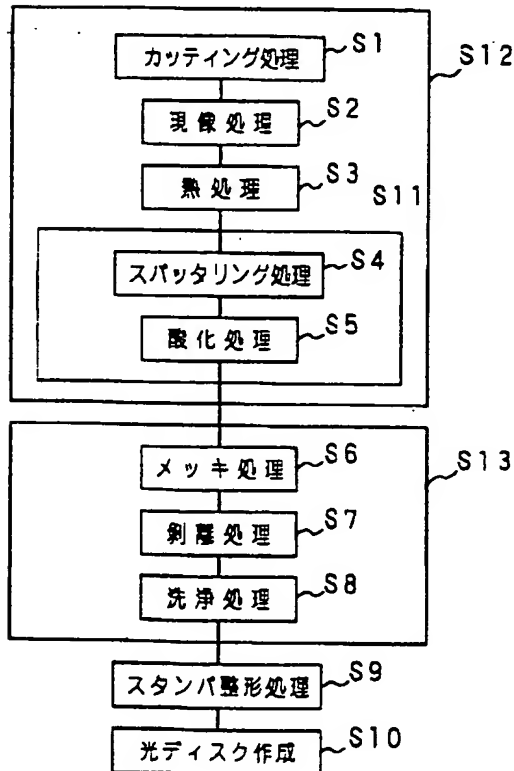 カッティング処理 S1
S12
現像処理 S2
熱処理 S3
S11
スパッタリング処理 S4
酸化処理 S5
メッキ処理 S6
S13
剥離処理 S7
洗浄処理 S8
スタンパ整形処理 S9
光ディスク作成 S10